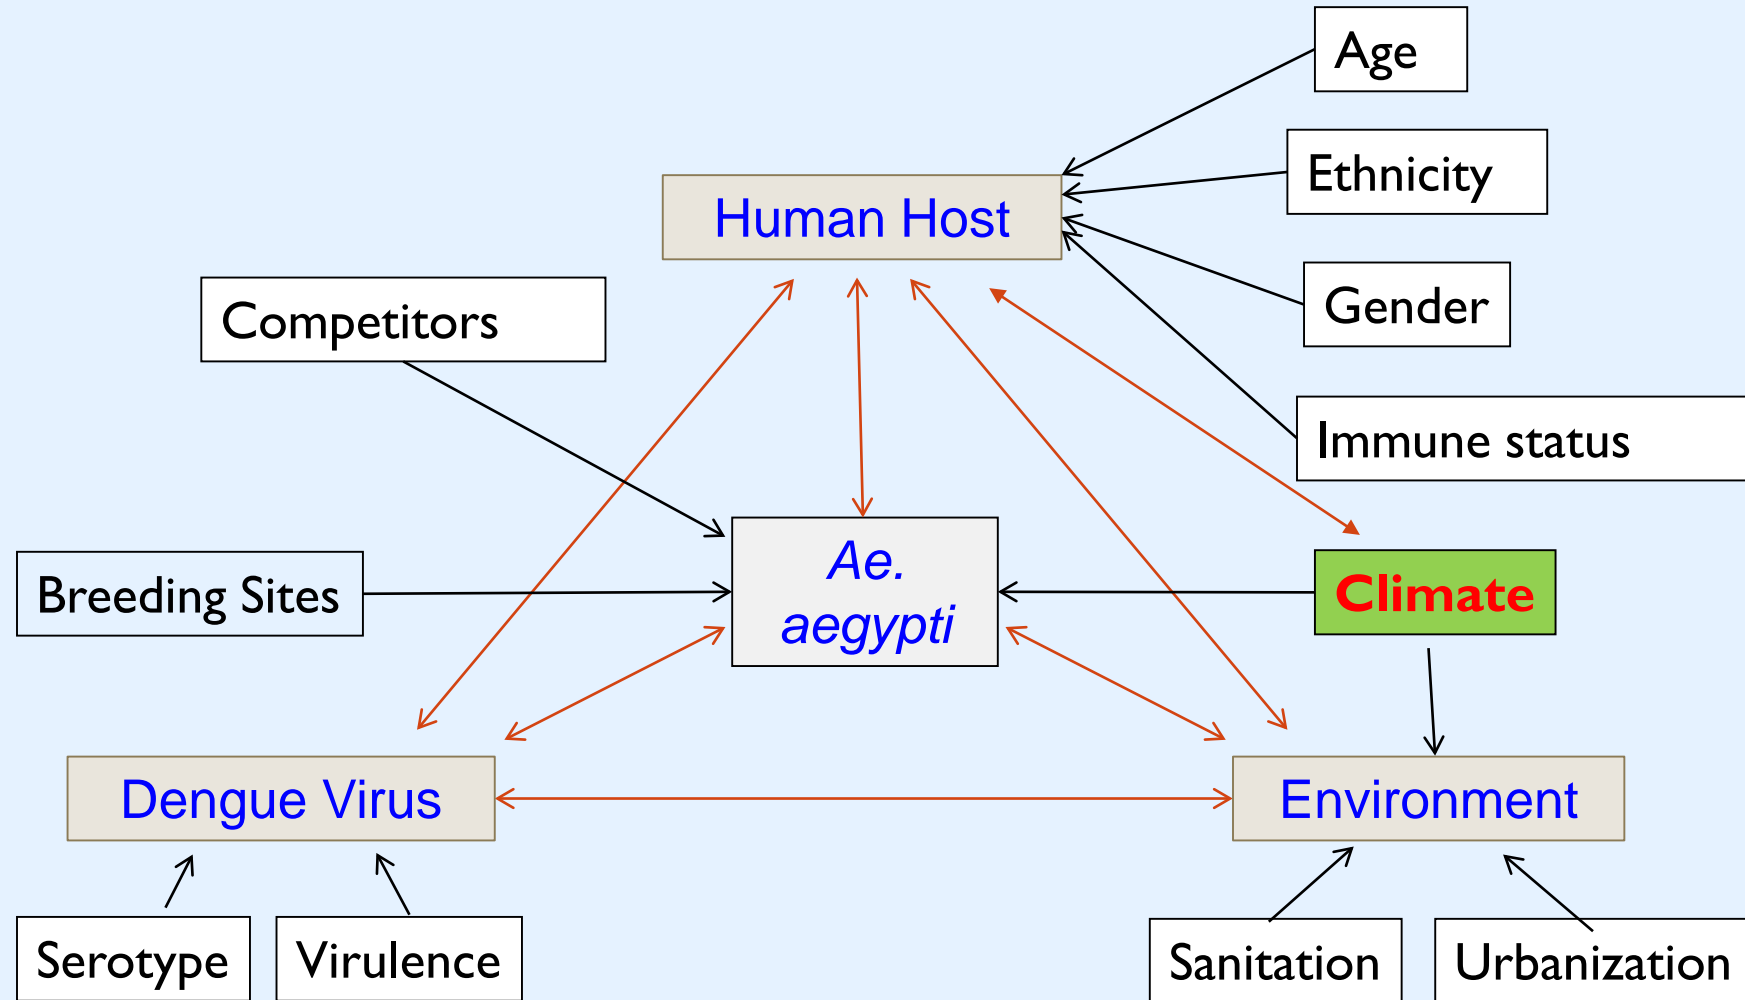 Age
Ethnicity
Human Host
Gender
Competitors
Immune status
Ae.
aegypti
Breeding Sites
Climate
Dengue Virus
Environment
Serotype
Virulence
Sanitation
Urbanization